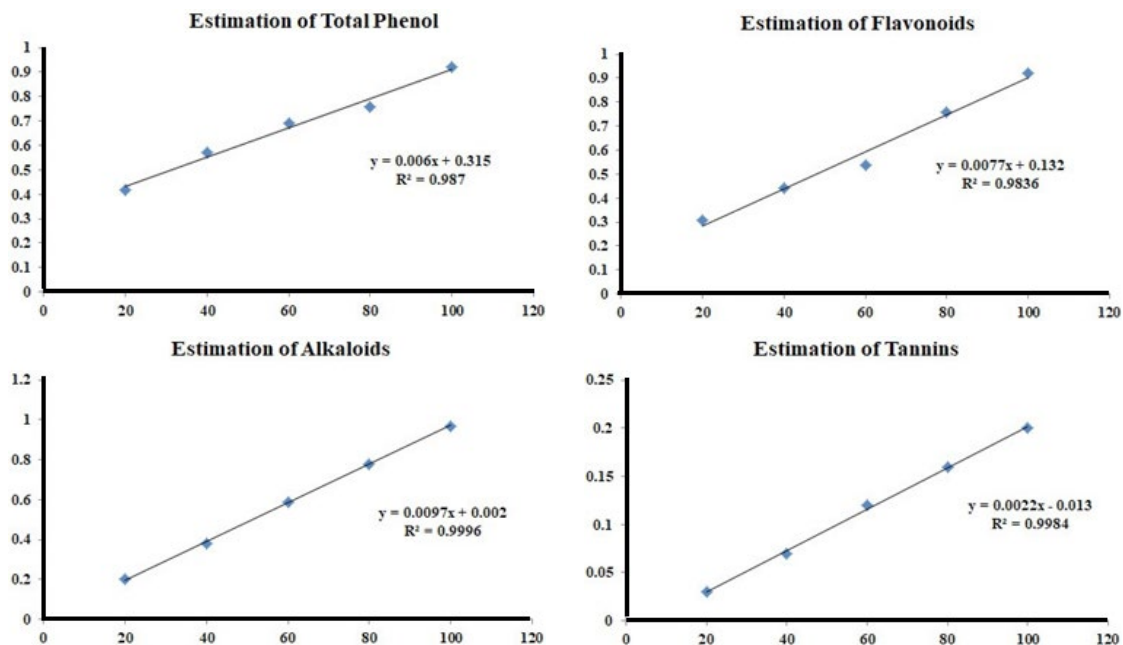 Estimation of Total Phenol
1
0.9
0.8
0.7
0.6
0.5
0.4
0.3
0.2
0.1
0
y = 0.006x + 0.315
R² = 0.987
0 20 40 60 80 100 120
Estimation of Flavonoids
1
0.9
0.8
0.7
0.6
0.5
0.4
0.3
0.2
0.1
0
y = 0.0077x + 0.132
R² = 0.9836
0 20 40 60 80 100 120
Estimation of Alkaloids
1.2
1
0.8
0.6
0.4
0.2
0
y = 0.0097x + 0.002
R² = 0.9996
0 20 40 60 80 100 120
Estimation of Tannins
0.25
0.2
0.15
0.1
0.05
0
y = 0.0022x - 0.013
R² = 0.9984
0 20 40 60 80 100 120